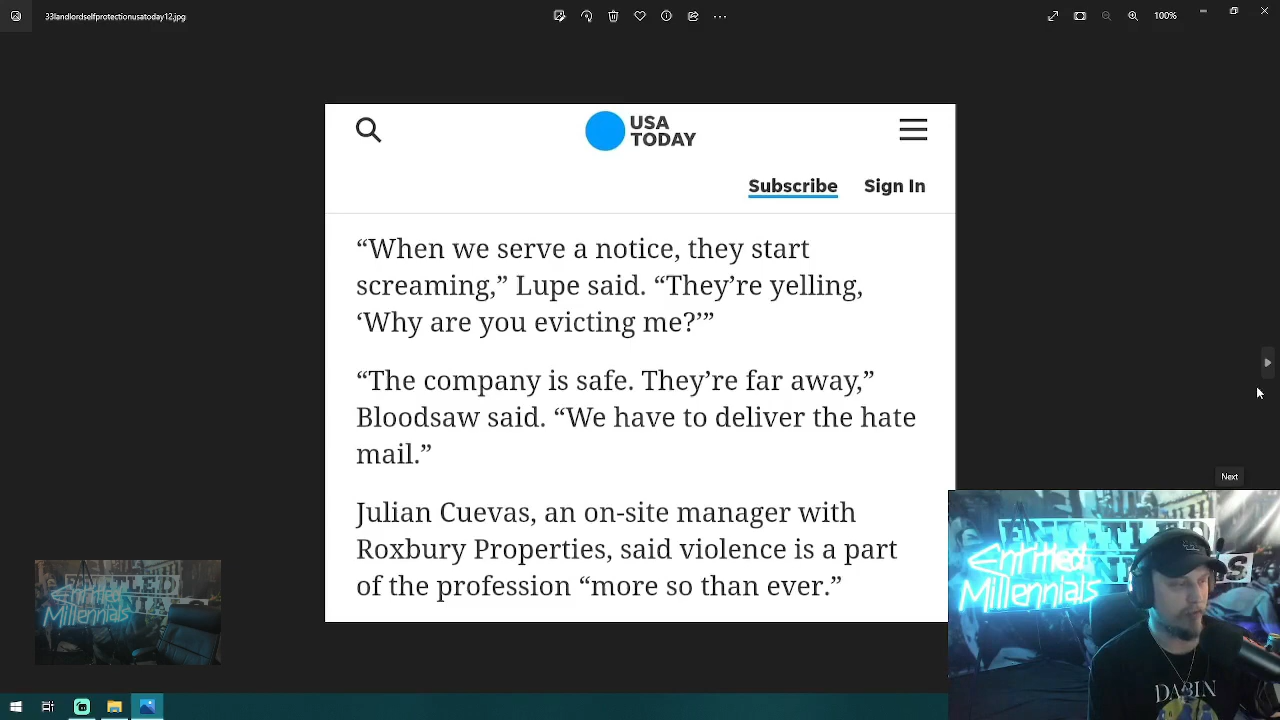 33landlordselfprotectionusatoday12.jpg
100%
USA
TODAY
Subscribe Sign In
“When we serve a notice, they start
screaming,” Lupe said. “They’re yelling,
‘Why are you evicting me?’”
“The company is safe. They’re far away,”
Bloodsaw said. “We have to deliver the hate
mail.”
Julian Cuevas, an on-site manager with
Roxbury Properties, said violence is a part
of the profession “more so than ever.”
Next
Entitled
Millennials
Entitled
Millennials